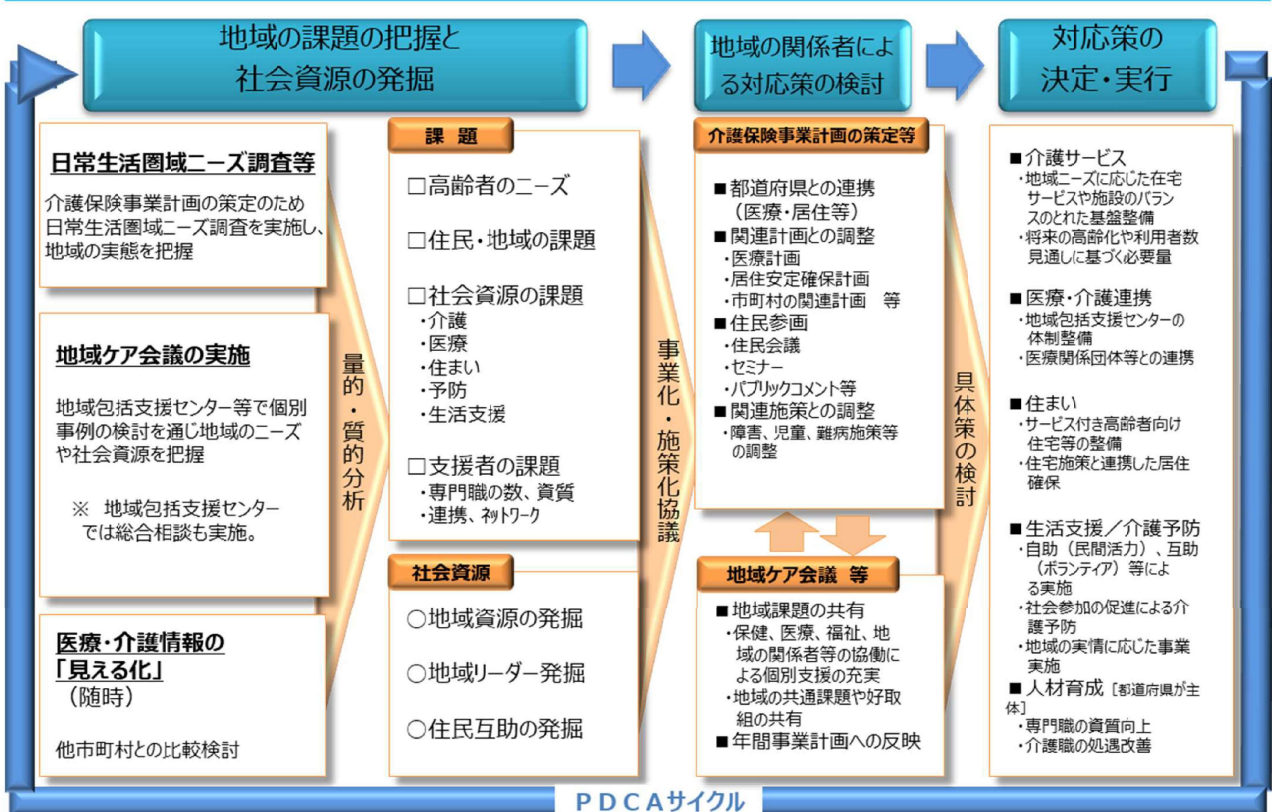 地域の課題の把握と
社会資源の発掘
地域の関係者によ
る対応策の検討
対応策の
決定・実行
日常生活圏域ニーズ調査等
介護保険事業計画の策定のため
日常生活圏域ニーズ調査を実施し、
地域の実態を把握
地域ケア会議の実施
地域包括支援センター等で個別
事例の検討を通じ地域のニーズ
や社会資源を把握
※ 地域包括支援センター
では総合相談も実施。
医療・介護情報の
「見える化」
（随時）
他市町村との比較検討
量的・質的分析
課 題
□高齢者のニーズ
□住民・地域の課題
□社会資源の課題
・介護
・医療
・住まい
・予防
・生活支援
□支援者の課題
・専門職の数、資質
・連携、ネットワーク
社会資源
○地域資源の発掘
○地域リーダー発掘
○住民互助の発掘
事業化・施策化協議
介護保険事業計画の策定等
■都道府県との連携
（医療・居住等）
■関連計画との調整
・医療計画
・居住安定確保計画
・市町村の関連計画 等
■住民参画
・住民会議
・セミナー
・パブリックコメント等
■関連施策との調整
・障害、児童、難病施策等
の調整
地域ケア会議 等
■地域課題の共有
・保健、医療、福祉、地
域の関係者等の協働に
よる個別支援の充実
・地域の共通課題や好取
組の共有
■年間事業計画への反映
具体策の検討
■介護サービス
・地域ニーズに応じた在宅
サービスや施設のバラン
スのとれた基盤整備
・将来の高齢化や利用者数
見通しに基づく必要量
■医療・介護連携
・地域包括支援センターの
体制整備
・医療関係団体等との連携
■住まい
・サービス付き高齢者向け
住宅等の整備
・住宅施策と連携した居住
確保
■生活支援／介護予防
・自助（民間活力）、互助
（ボランティア）等によ
る実施
・社会参加の促進による介
護予防
・地域の実情に応じた事業
実施
■人材育成［都道府県が主
体］
・専門職の資質向上
・介護職の処遇改善
PDCAサイクル